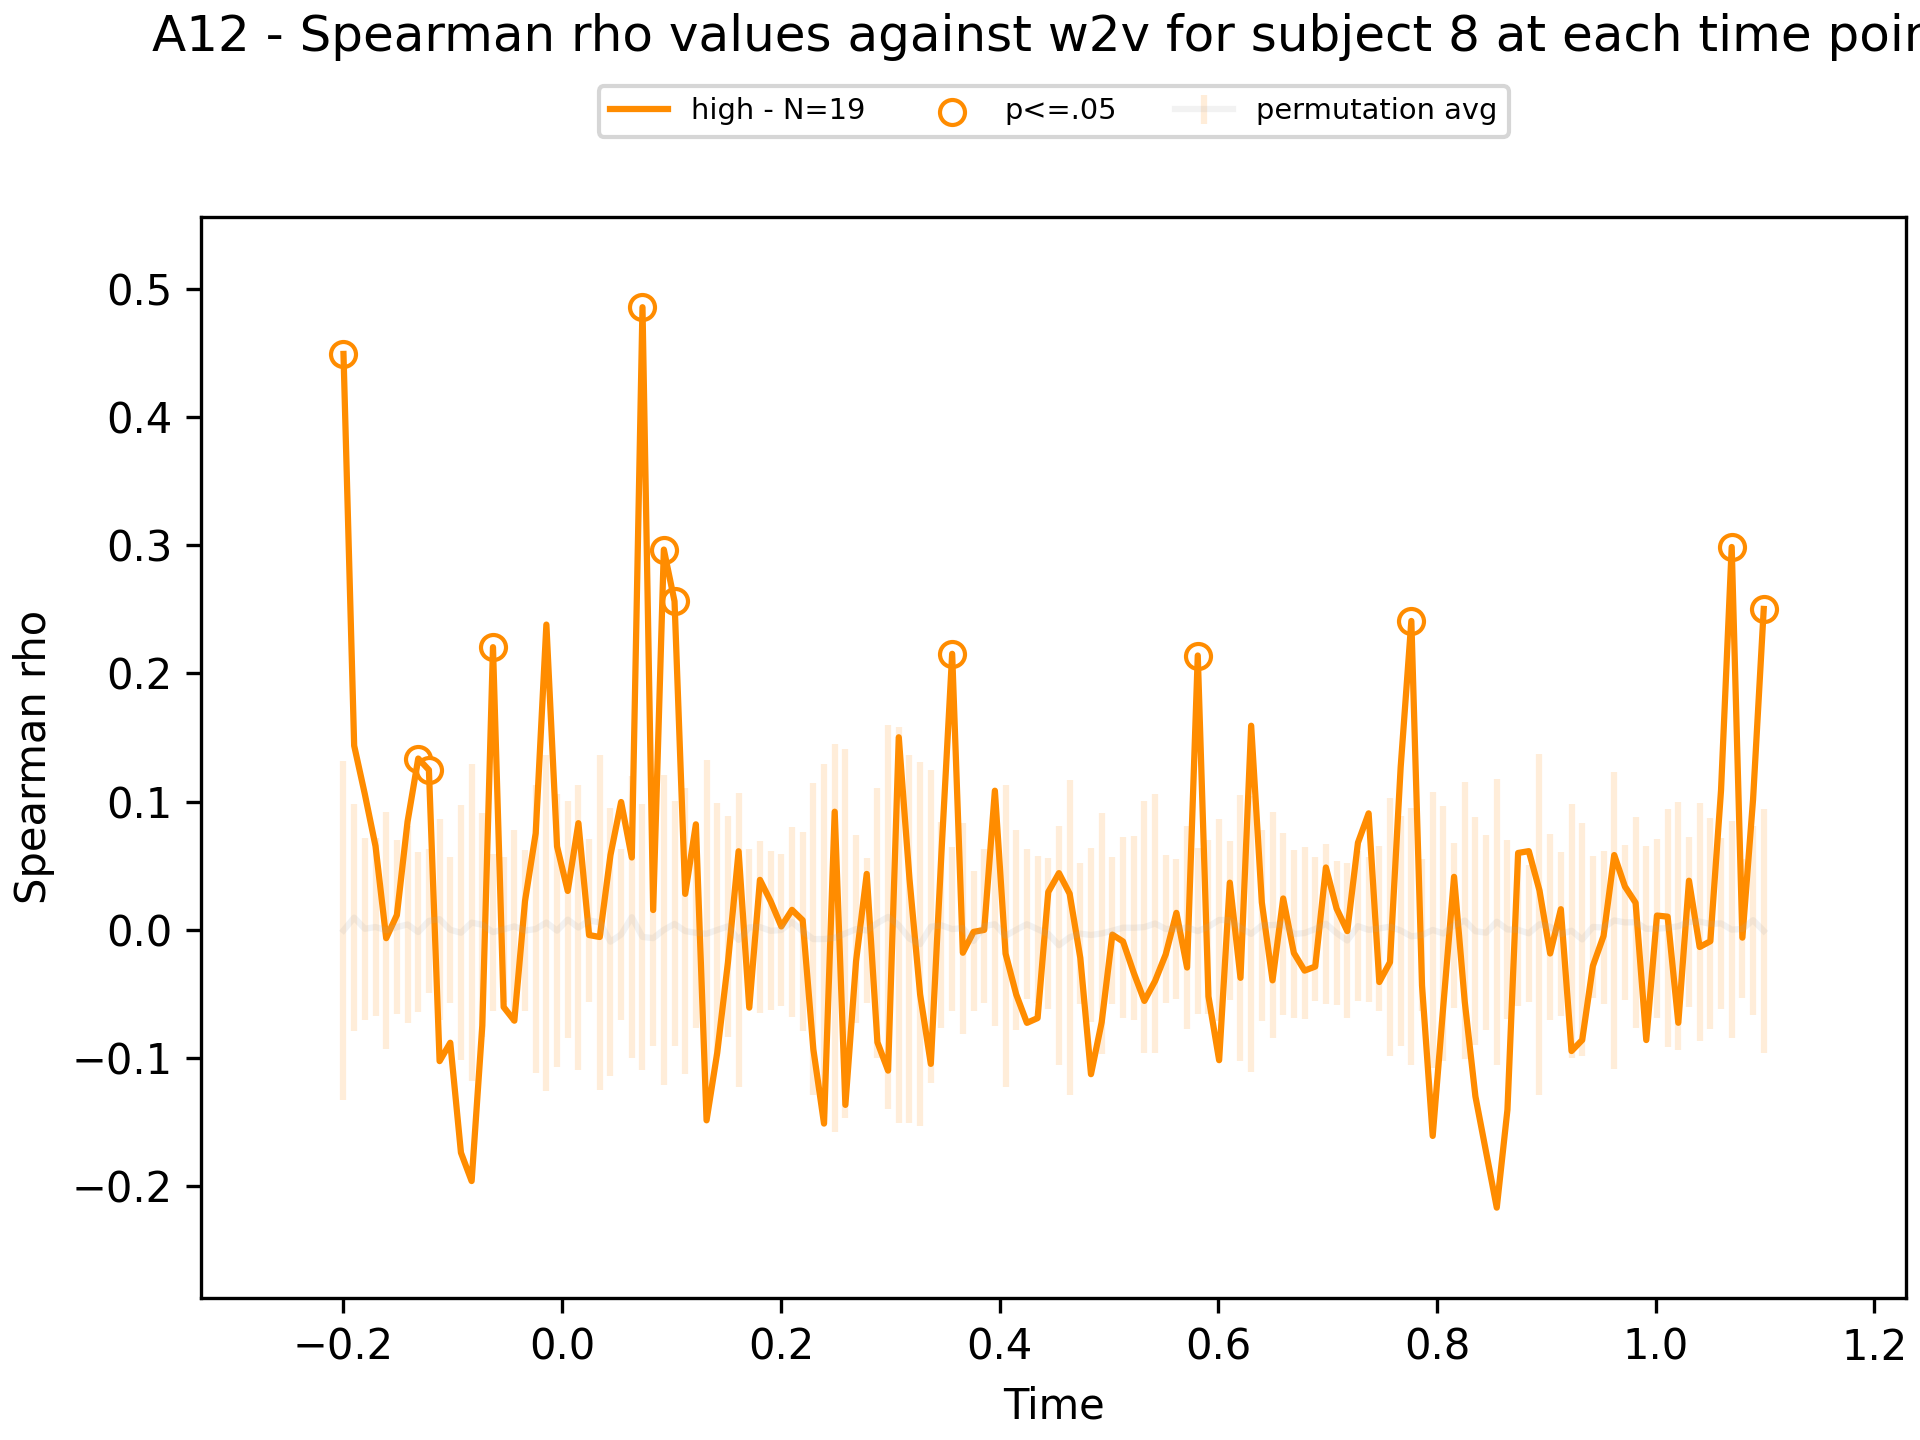 A12 - Spearman rho values against w2v for subject 8 at each time poi
high - N=19
p<=.05
permutation avg
0.5
0.4
0.3
0.2
0.1
0.0
−0.1
−0.2
Spearman rho
−0.2
0.0
0.2
0.4
0.6
0.8
1.0
1.2
Time